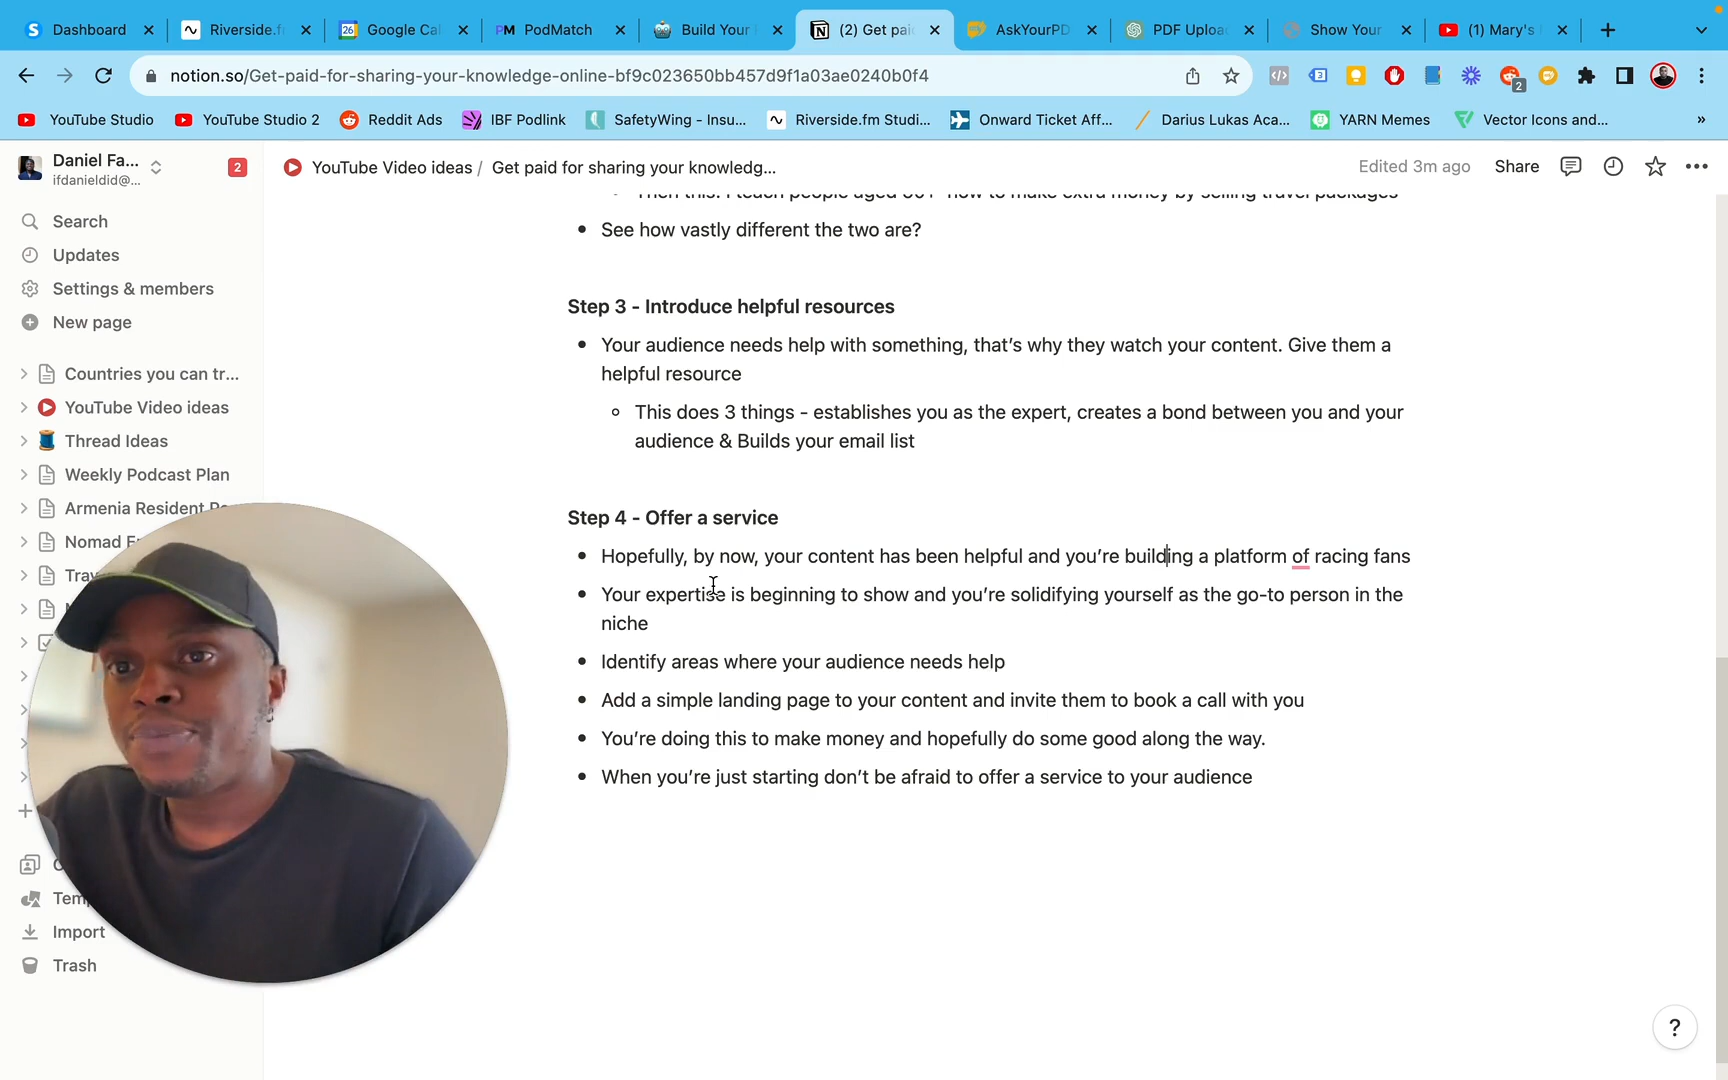 Dashboard
Riverside.f
Google Cal
26
PM PodMatch
Build Your
(2) Get paid
AskYourPD
PDF Uploa
Show Your
(1) Mary's
notion.so/Get-paid-for-sharing-your-knowledge-online-bf9c023650bb457d9f1a03ae0240b0f4
3
2
YouTube Studio
YouTube Studio 2
Reddit Ads
IBF Podlink
SafetyWing - Insu...
Riverside.fm Studi...
Onward Ticket Aff...
Darius Lukas Aca...
YARN Memes
Vector Icons and...
»
Daniel Fa...
ifdanieldid@...
2
YouTube Video ideas / Get paid for sharing your knowledg...
Edited 3m ago
Share
Search
Updates
Settings & members
New page
Countries you can tr...
YouTube Video ideas
Thread Ideas
Weekly Podcast Plan
Armenia Resident
Nomad
Import
Trash
See how vastly different the two are?
Step 3 - Introduce helpful resources
Your audience needs help with something, that's why they watch your content. Give them a
helpful resource
This does 3 things - establishes you as the expert, creates a bond between you and your
audience & Builds your email list
Step 4 - Offer a service
Hopefully, by now, your content has been helpful and you're building a platform of racing fans
Your expertise is beginning to show and you're solidifying yourself as the go-to person in the
niche
Identify areas where your audience needs help
Add a simple landing page to your content and invite them to book a call with you
You're doing this to make money and hopefully do some good along the way.
When you're just starting don't be afraid to offer a service to your audience
?